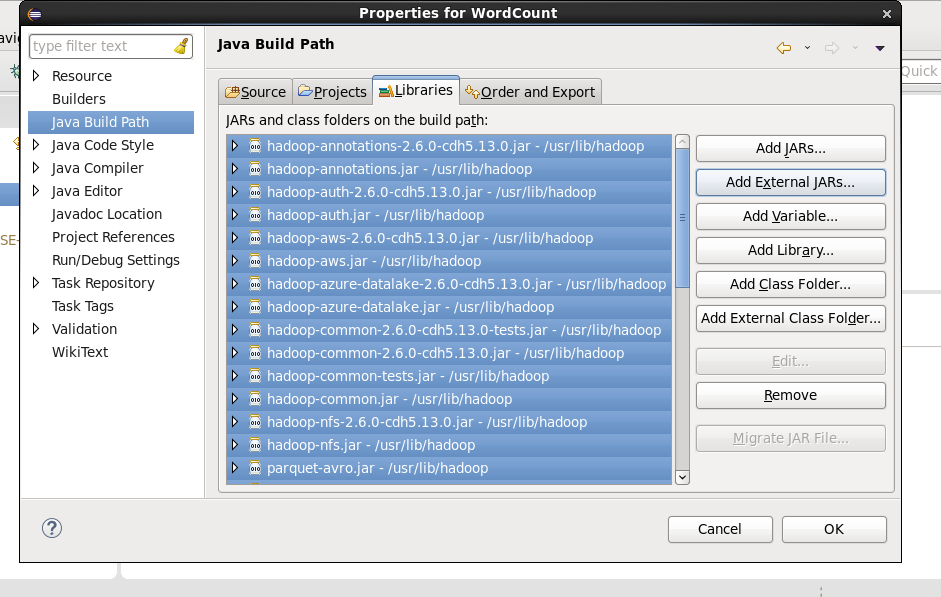 Properties for WordCount
type filter text
Java Build Path
Resource
Builders
Java Build Path
Java Code Style
Java Compiler
Java Editor
Javadoc Location
Project References
Run/Debug Settings
Task Repository
Task Tags
Validation
WikiText
Source Projects Libraries Order and Export
JARs and class folders on the build path:
hadoop-annotations-2.6.0-cdh5.13.0.jar - /usr/lib/hadoop
hadoop-annotations.jar - /usr/lib/hadoop
hadoop-auth-2.6.0-cdh5.13.0.jar - /usr/lib/hadoop
hadoop-auth.jar - /usr/lib/hadoop
hadoop-aws-2.6.0-cdh5.13.0.jar - /usr/lib/hadoop
hadoop-aws.jar - /usr/lib/hadoop
hadoop-azure-datalake-2.6.0-cdh5.13.0.jar - /usr/lib/hadoop
hadoop-azure-datalake.jar - /usr/lib/hadoop
hadoop-common-2.6.0-cdh5.13.0-tests.jar - /usr/lib/hadoop
hadoop-common-2.6.0-cdh5.13.0.jar - /usr/lib/hadoop
hadoop-common-tests.jar - /usr/lib/hadoop
hadoop-common.jar - /usr/lib/hadoop
hadoop-nfs-2.6.0-cdh5.13.0.jar - /usr/lib/hadoop
hadoop-nfs.jar - /usr/lib/hadoop
parquet-avro.jar - /usr/lib/hadoop
Add JARs...
Add External JARs...
Add Variable...
Add Library...
Add Class Folder...
Add External Class Folder...
Edit...
Remove
Migrate JAR File...
Cancel
OK
Quick